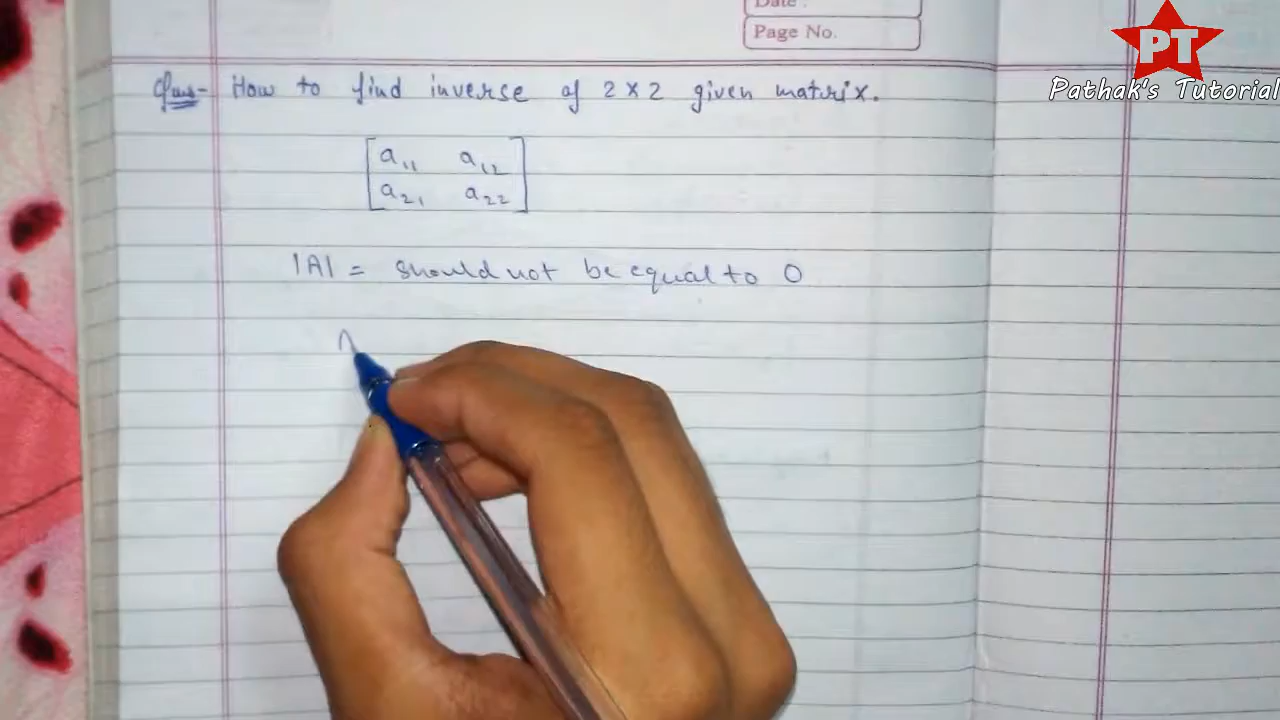 Date :
Page No.
PT
Pathak's Tutorial
Ques- How to find inverse of 2 x 2 given matrix.
a11 a12
a21 a22
|A| = should not be equal to 0